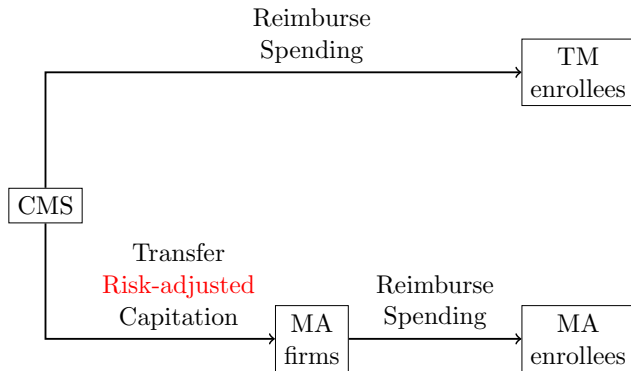 Reimburse
Spending
TM
enrollees
CMS
Transfer
Risk-adjusted
Capitation
MA
firms
Reimburse
Spending
MA
enrollees